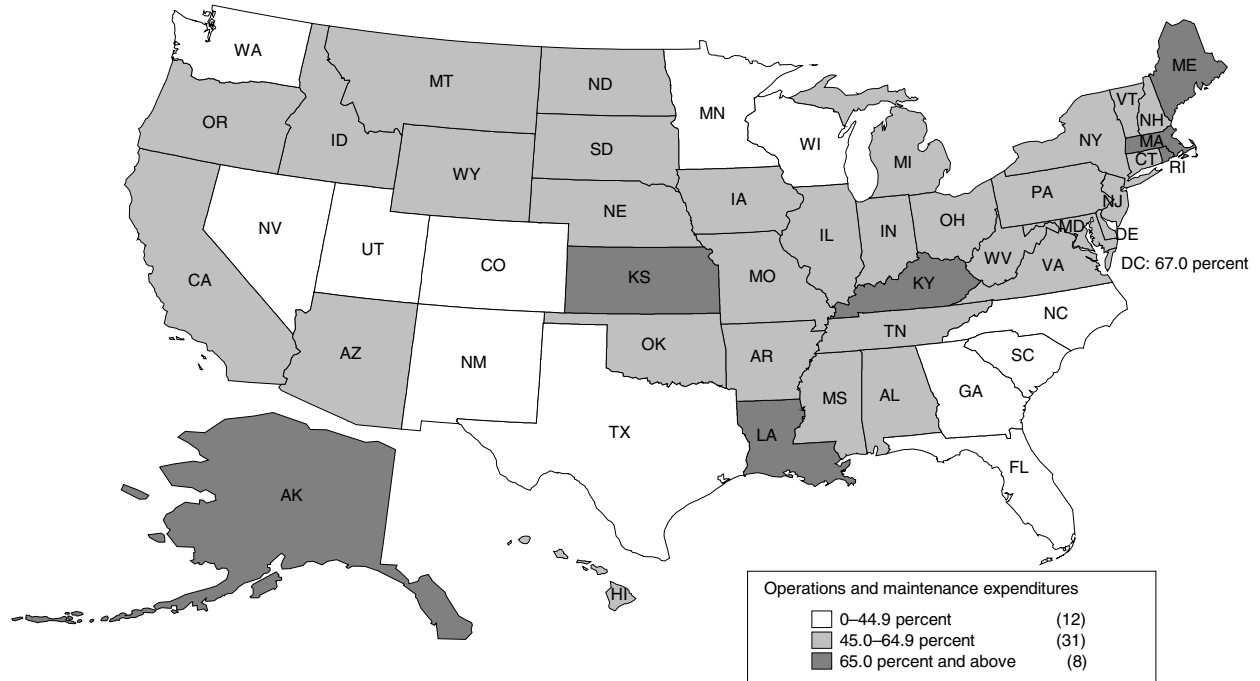 WA
MT
ND
MN
ME
VT
NH
OR
ID
SD
WI
NY
MA
MI
CT
RI
WY
IA
PA
NJ
NE
OH
NV
UT
IL
IN
MD
DE
CO
WV
VA
DC: 67.0 percent
CA
KS
MO
KY
NC
TN
AZ
OK
NM
AR
SC
MS
AL
GA
TX
LA
FL
AK
HI
Operations and maintenance expenditures
0–44.9 percent (12)
45.0–64.9 percent (31)
65.0 percent and above (8)